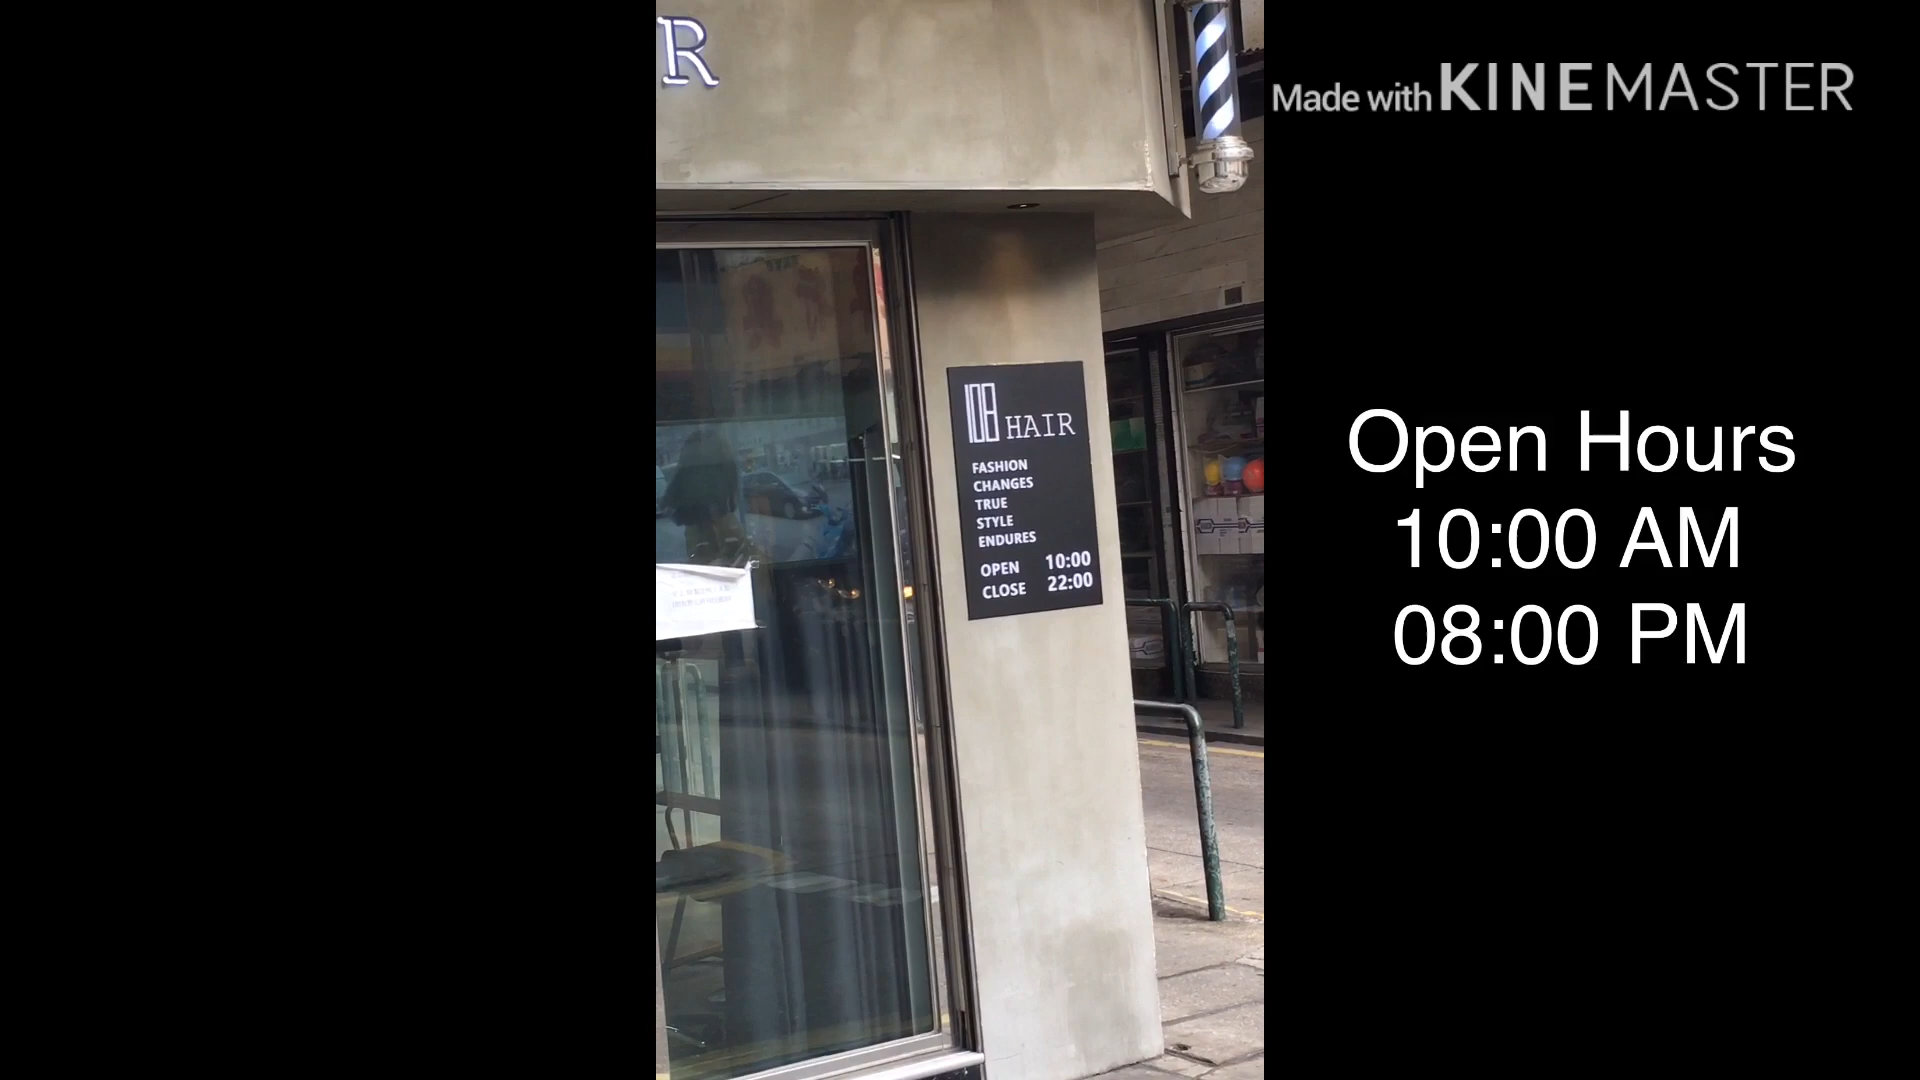 R
Made with KINEMASTER
108 HAIR
FASHION
CHANGES
TRUE
STYLE
ENDURES
OPEN 10:00
CLOSE 22:00
Open Hours
10:00 AM
08:00 PM